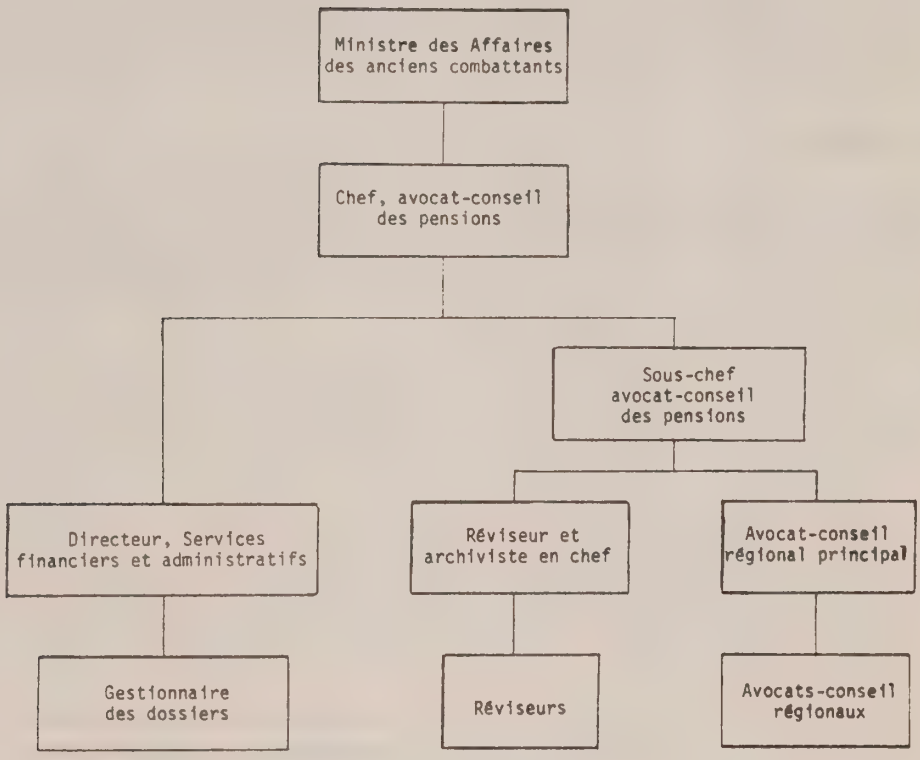 Ministre des Affaires
des anciens combattants
Chef, avocat-conseil
des pensions
Sous-chef
avocat-conseil
des pensions
Directeur, Services
financiers et administratifs
Réviseur et
archiviste en chef
Avocat-conseil
régional principal
Gestionnaire
des dossiers
Réviseurs
Avocats-conseil
régionaux